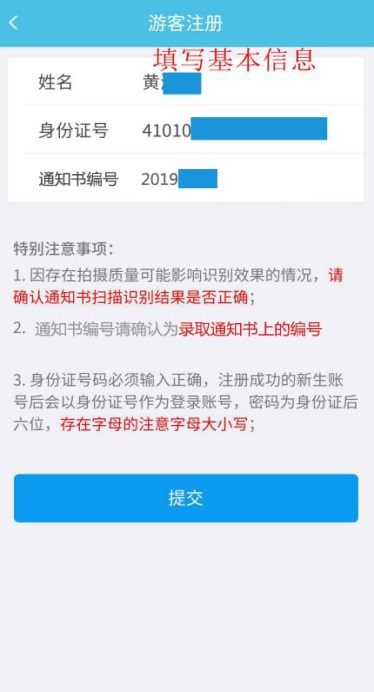 游客注册
填写基本信息
姓名 黄
身份证号 41010
通知书编号 2019
特别注意事项：
1. 因存在拍摄质量可能影响识别效果的情况，请
确认通知书扫描识别结果是否正确；
2. 通知书编号请确认为录取通知书上的编号
3. 身份证号码必须输入正确，注册成功的新生账
号后会以身份证号作为登录账号，密码为身份证后
六位，存在字母的注意字母大小写；
提交